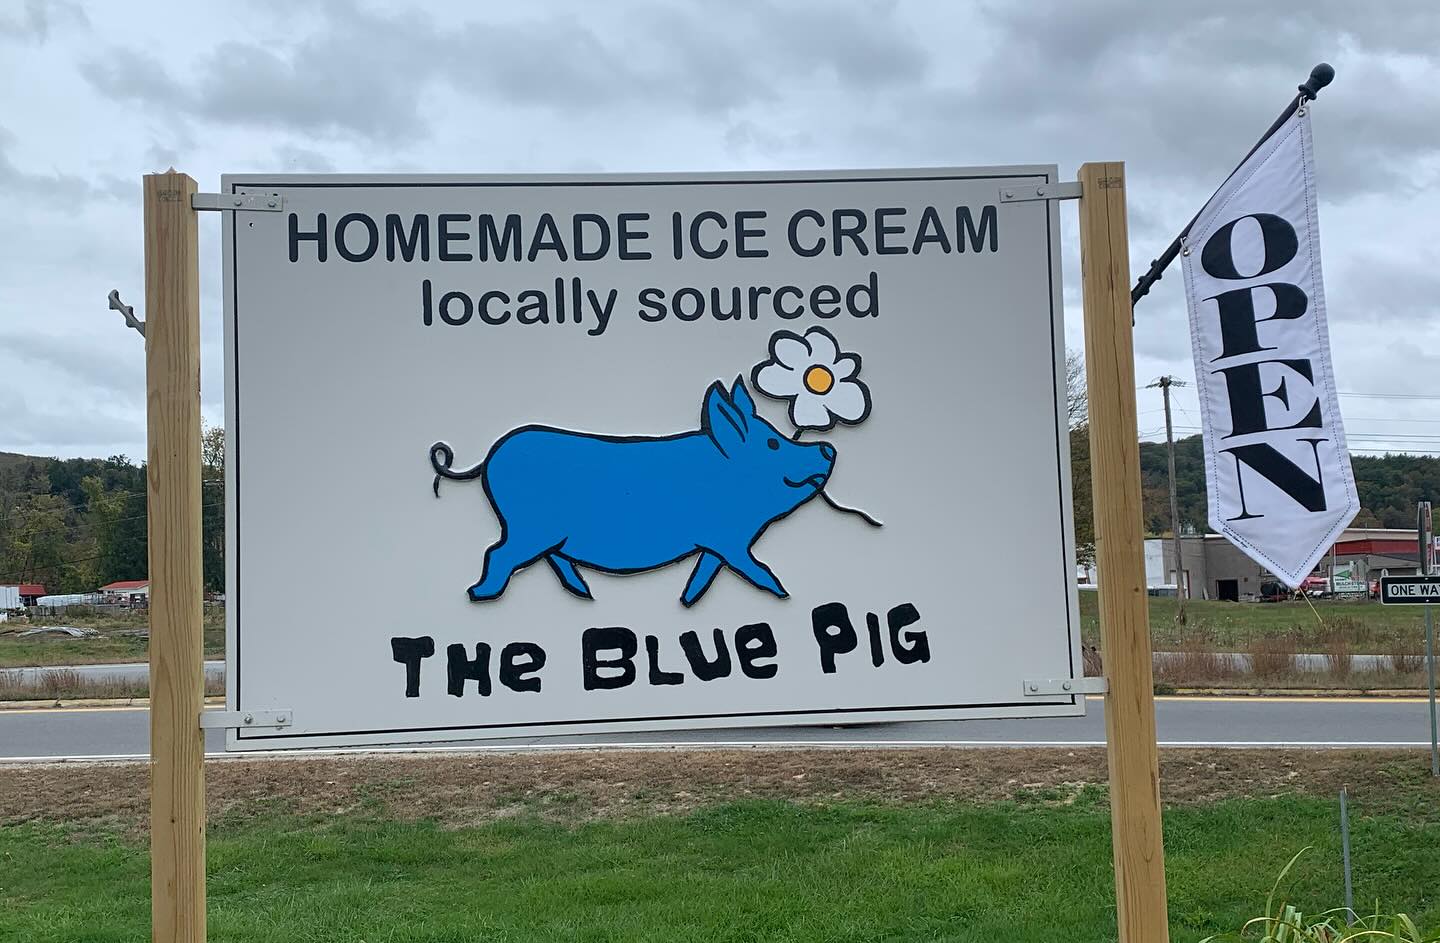 HOMEMADE ICE CREAM
locally sourced
THE BLUE PIG
OPEN
ONE WA